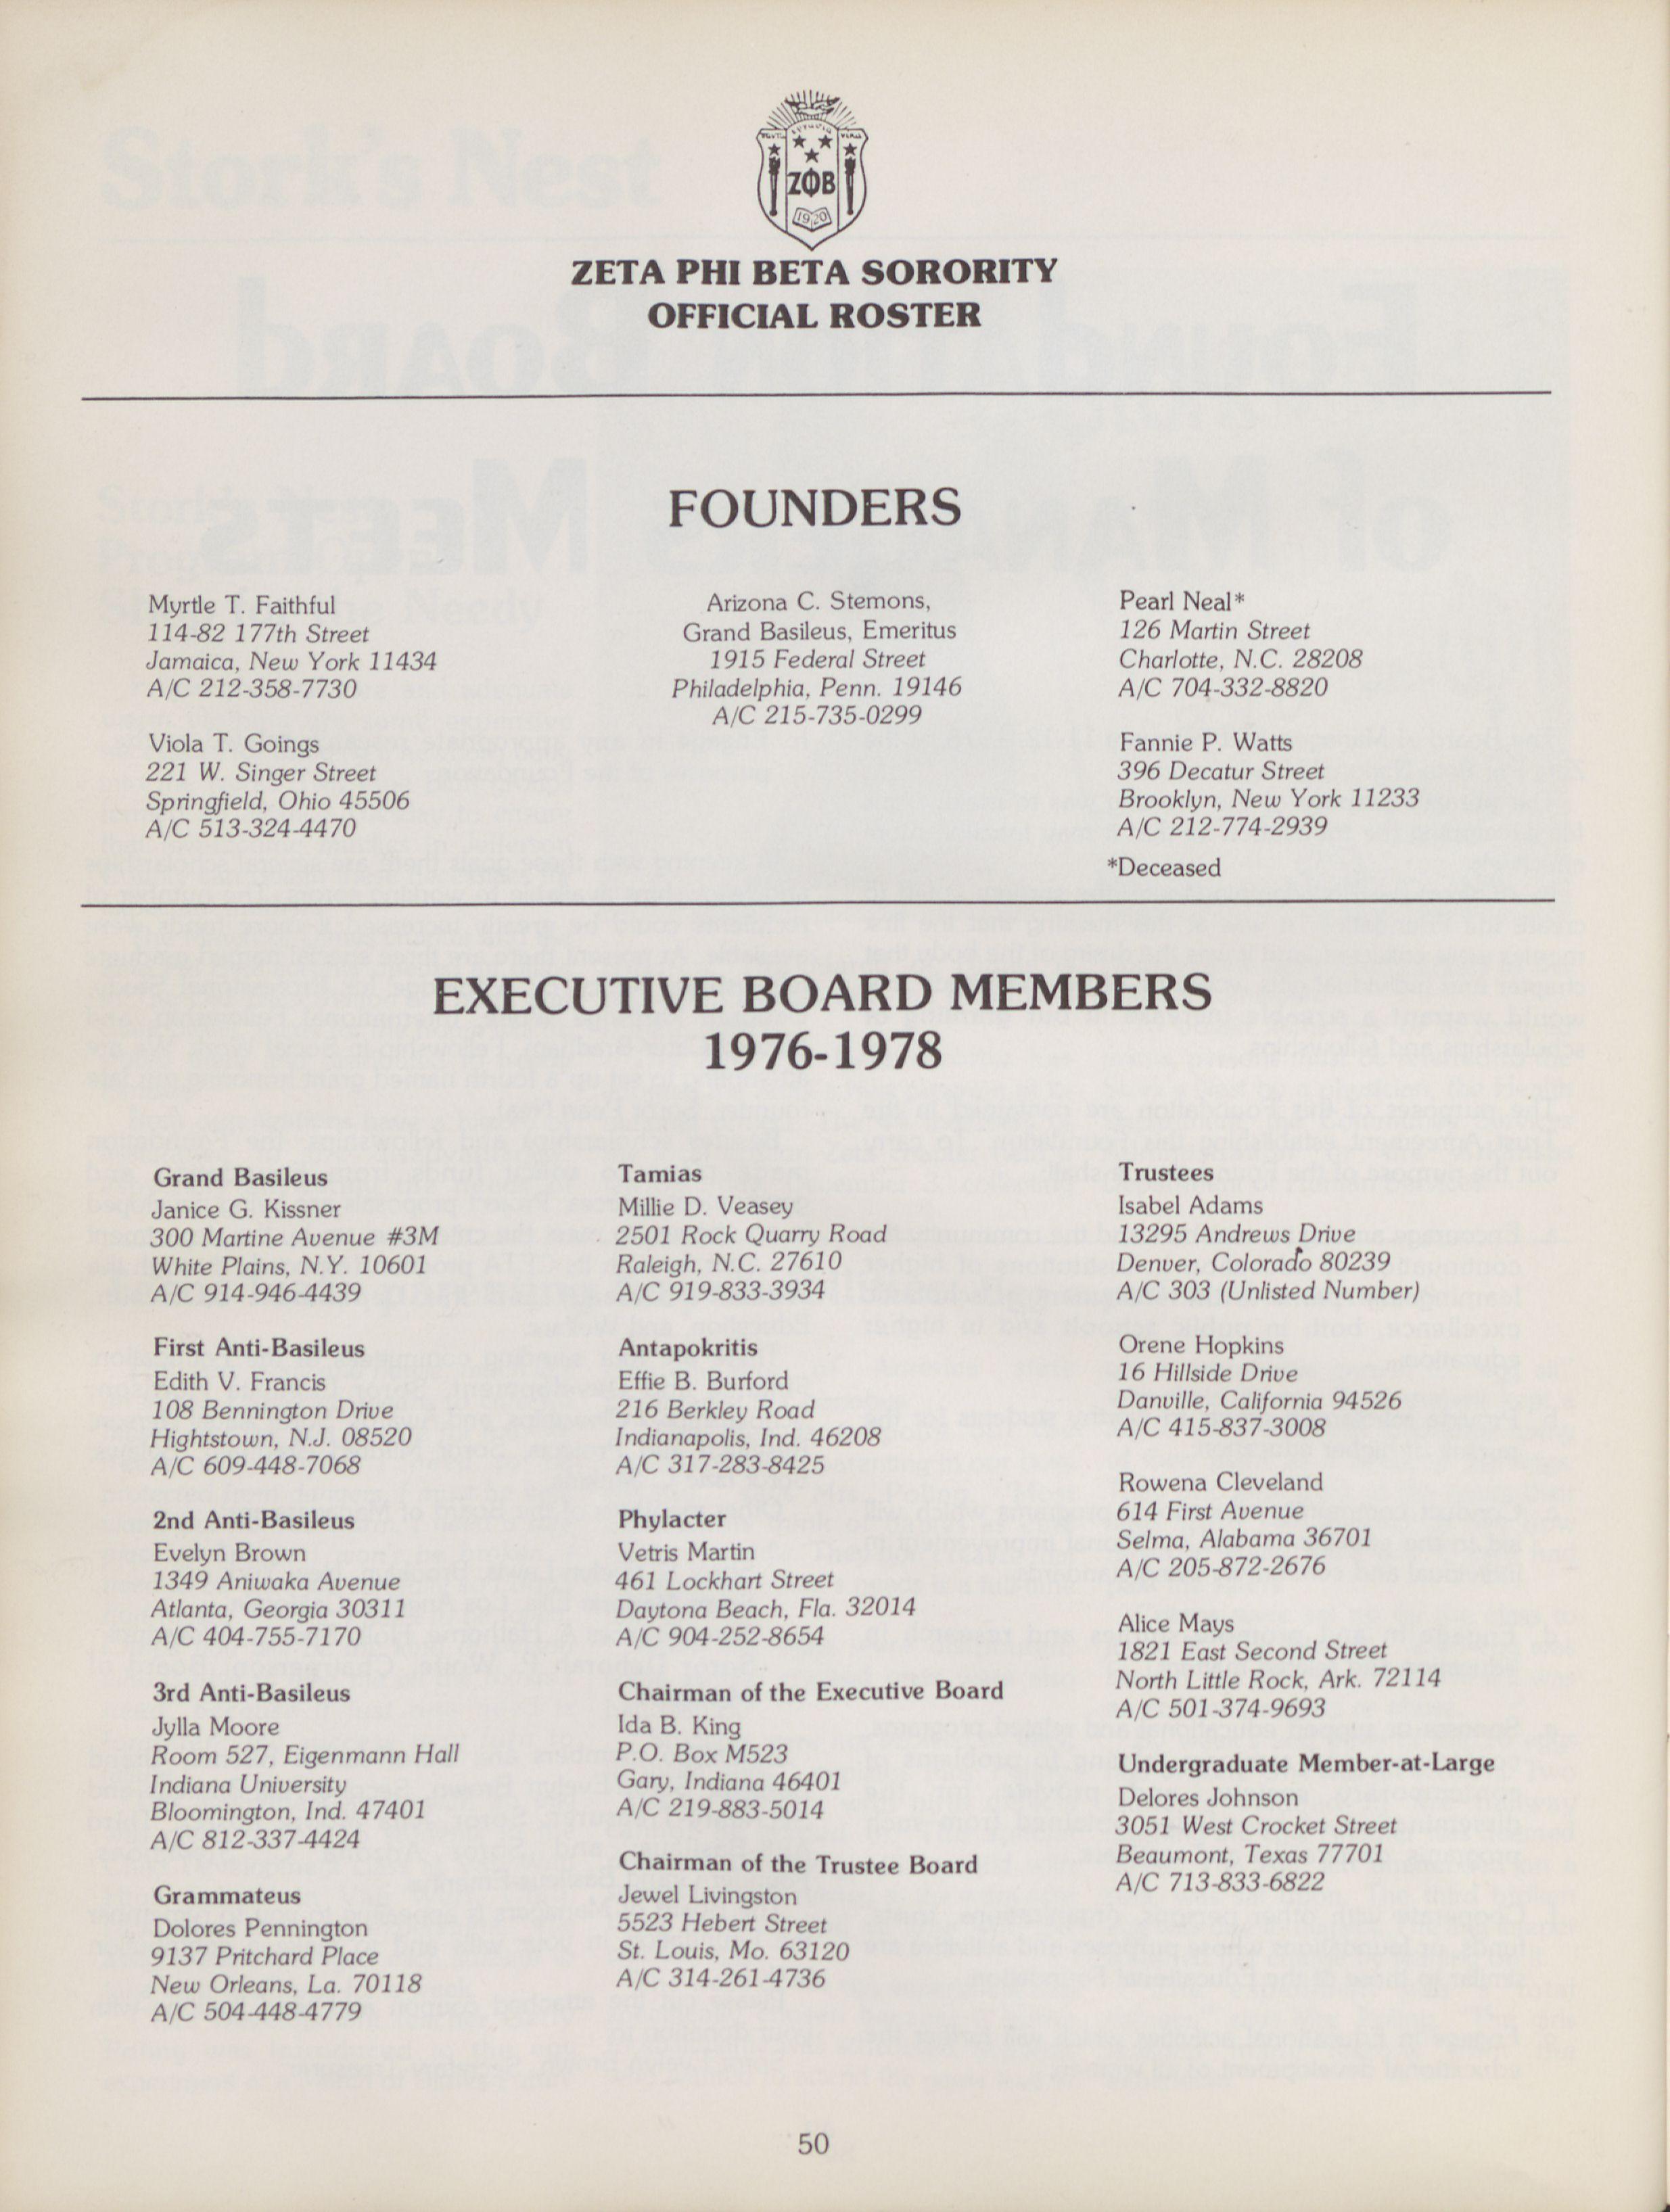 ΖΦΒ
1920
ZETA PHI BETA SORORITY
OFFICIAL ROSTER
FOUNDERS
Myrtle T. Faithful
114-82 177th Street
Jamaica, New York 11434
A/C 212-358-7730
Viola T. Goings
221 W. Singer Street
Springfield, Ohio 45506
A/C 513-324-4470
Arizona C. Stemons,
Grand Basileus, Emeritus
1915 Federal Street
Philadelphia, Penn. 19146
A/C 215-735-0299
Pearl Neal*
126 Martin Street
Charlotte, N.C. 28208
A/C 704-332-8820
Fannie P. Watts
396 Decatur Street
Brooklyn, New York 11233
A/C 212-774-2939
*Deceased
EXECUTIVE BOARD MEMBERS
1976-1978
Grand Basileus
Janice G. Kissner
300 Martine Avenue #3M
White Plains, N.Y. 10601
A/C 914-946-4439
First Anti-Basileus
Edith V. Francis
108 Bennington Drive
Hightstown, N.J. 08520
A/C 609-448-7068
2nd Anti-Basileus
Evelyn Brown
1349 Aniwaka Avenue
Atlanta, Georgia 30311
A/C 404-755-7170
3rd Anti-Basileus
Jylla Moore
Room 527, Eigenmann Hall
Indiana University
Bloomington, Ind. 47401
A/C 812-337-4424
Grammateus
Dolores Pennington
9137 Pritchard Place
New Orleans, La. 70118
A/C 504-448-4779
Tamias
Millie D. Veasey
2501 Rock Quarry Road
Raleigh, N.C. 27610
A/C 919-833-3934
Antapokritis
Effie B. Burford
216 Berkley Road
Indianapolis, Ind. 46208
A/C 317-283-8425
Phylacter
Vetris Martin
461 Lockhart Street
Daytona Beach, Fla. 32014
A/C 904-252-8654
Chairman of the Executive Board
Ida B. King
P.O. Box M523
Gary, Indiana 46401
A/C 219-883-5014
Chairman of the Trustee Board
Jewel Livingston
5523 Hebert Street
St. Louis, Mo. 63120
A/C 314-261-4736
Trustees
Isabel Adams
13295 Andrews Drive
Denver, Colorado 80239
A/C 303 (Unlisted Number)
Orene Hopkins
16 Hillside Drive
Danville, California 94526
A/C 415-837-3008
Rowena Cleveland
614 First Avenue
Selma, Alabama 36701
A/C 205-872-2676
Alice Mays
1821 East Second Street
North Little Rock, Ark. 72114
A/C 501-374-9693
Undergraduate Member-at-Large
Delores Johnson
3051 West Crocket Street
Beaumont, Texas 77701
A/C 713-833-6822
50